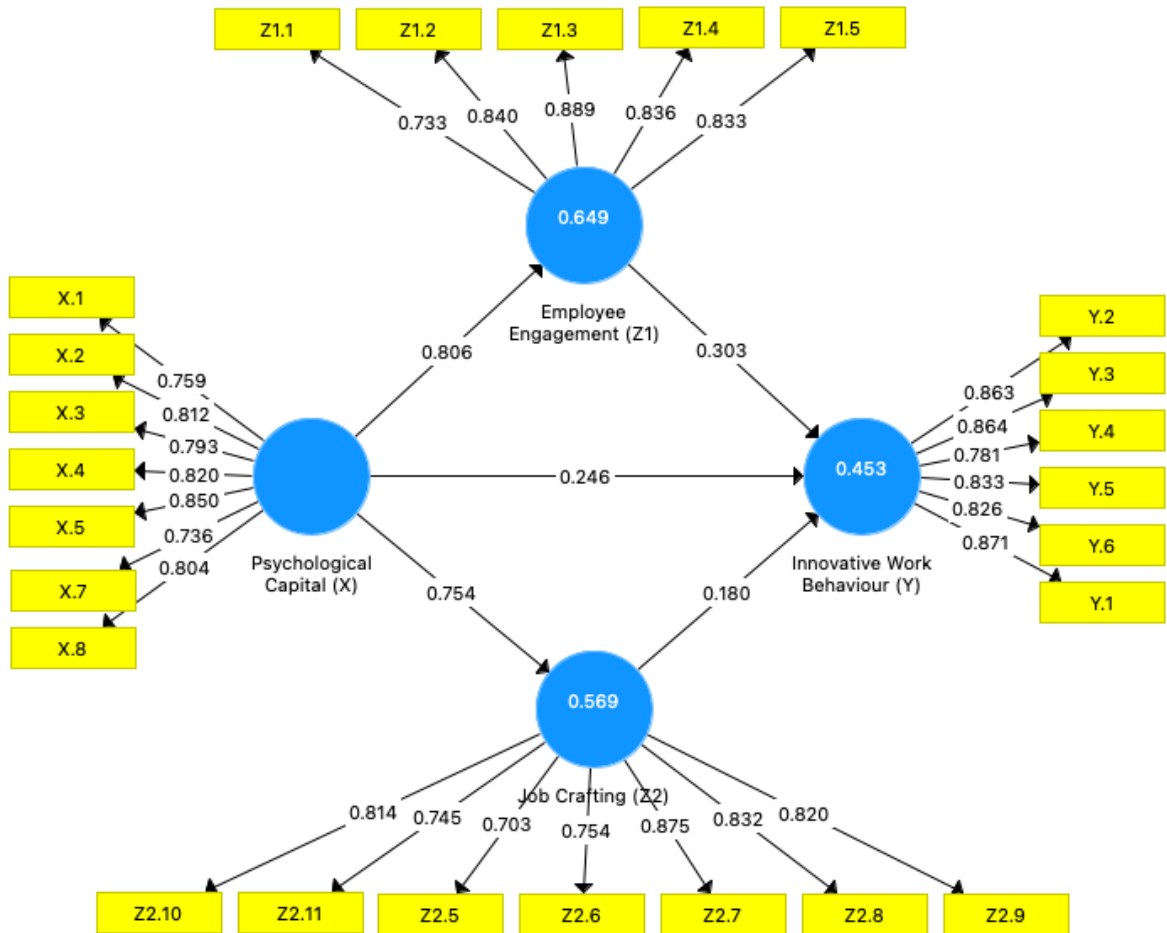 Z1.1 Z1.2 Z1.3 Z1.4 Z1.5
0.733 0.840 0.889 0.836 0.833
0.649
Employee
Engagement (Z1)
X.1
X.2
X.3
X.4
X.5
X.7
X.8
0.759
0.812
0.793
0.820
0.850
0.736
0.804
Psychological
Capital (X)
0.806
0.303
0.246
0.754
0.180
0.453
Innovative Work
Behaviour (Y)
0.863
0.864
0.781
0.833
0.826
0.871
Y.2
Y.3
Y.4
Y.5
Y.6
Y.1
0.569
Job Crafting (Z2)
0.814 0.745 0.703 0.754 0.875 0.832 0.820
Z2.10 Z2.11 Z2.5 Z2.6 Z2.7 Z2.8 Z2.9